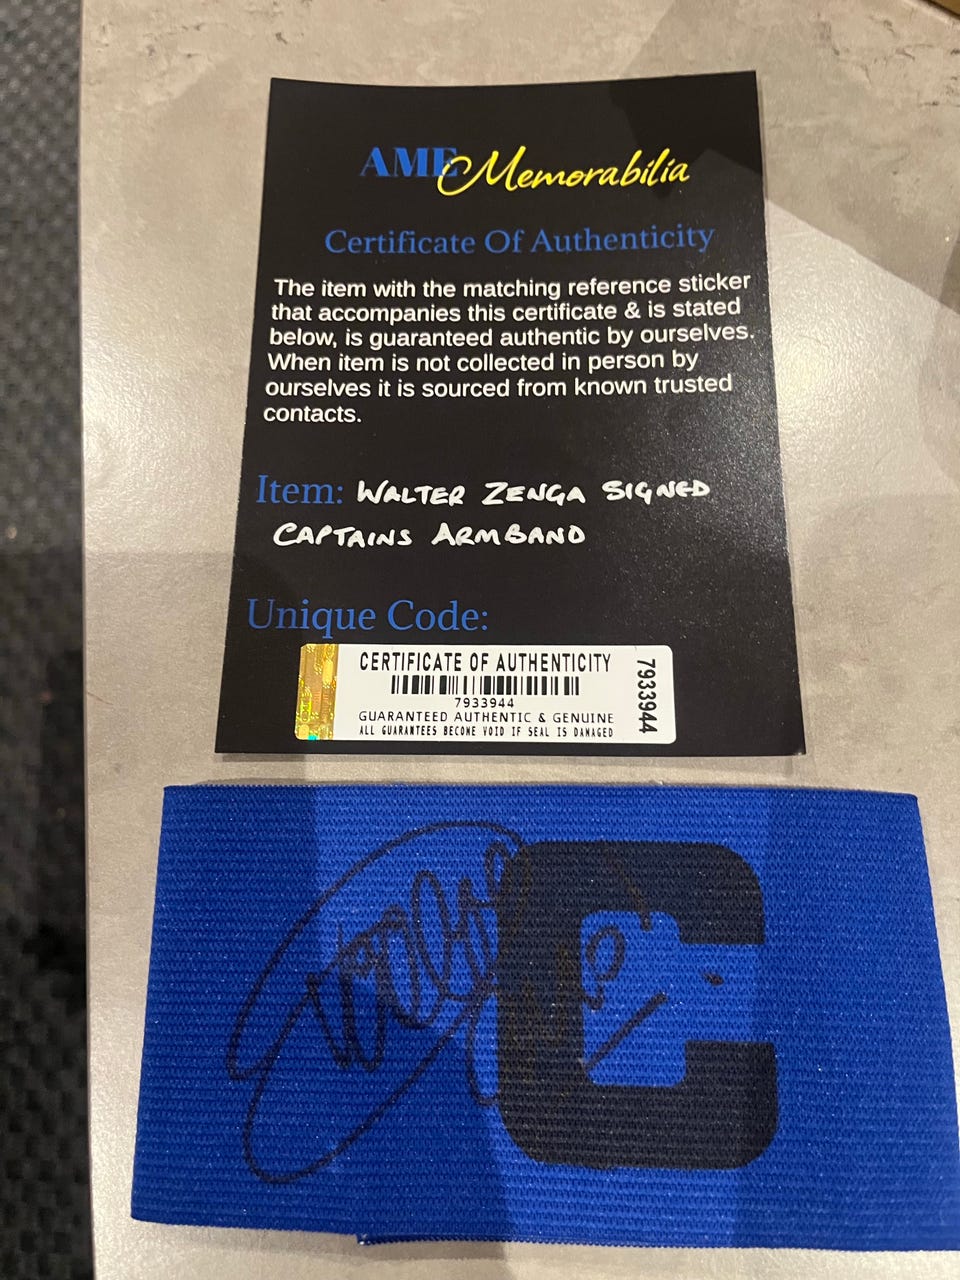 AME Memorabilia
Certificate Of Authenticity
The item with the matching reference sticker
that accompanies this certificate & is stated
below, is guaranteed authentic by ourselves.
When item is not collected in person by
ourselves it is sourced from known trusted
contacts.
Item: WALTER ZENGA SIGNED
CAPTAINS ARMBAND
Unique Code:
CERTIFICATE OF AUTHENTICITY
7933944
GUARANTEED AUTHENTIC & GENUINE
ALL GUARANTEES BECOME VOID IF SEAL IS DAMAGED
7933944
C